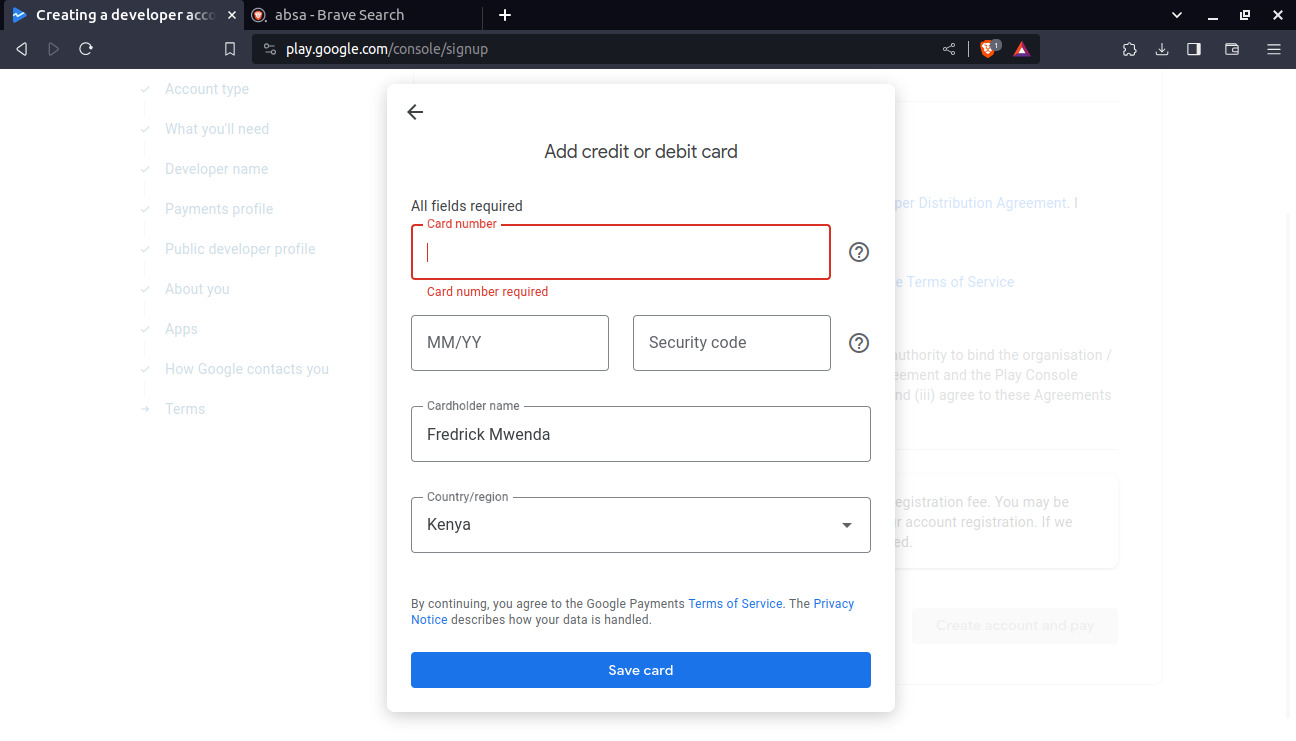 Creating a developer acco
absa - Brave Search
play.google.com/console/signup
1
Account type
What you'll need
Developer name
Payments profile
Public developer profile
About you
Apps
How Google contacts you
Terms
Add credit or debit card
All fields required
Card number
Card number required
MM/YY
Security code
Cardholder name
Fredrick Mwenda
Country/region
Kenya
By continuing, you agree to the Google Payments Terms of Service. The Privacy
Notice describes how your data is handled.
Save card
per Distribution Agreement. I
e Terms of Service
authority to bind the organisation /
eement and the Play Console
nd (iii) agree to these Agreements
egistration fee. You may be
r account registration. If we
ed.
Create account and pay